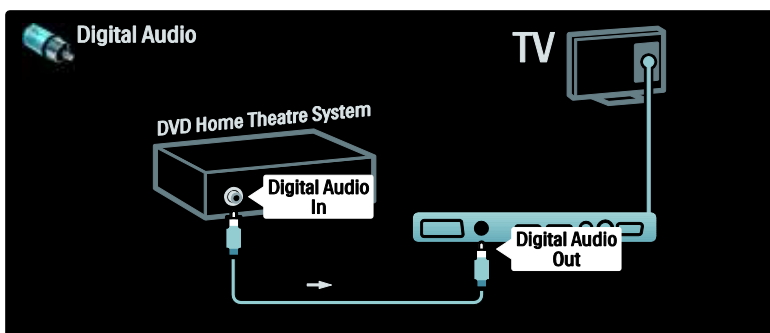 Digital Audio
TV
DVD Home Theatre System
Digital Audio
In
Digital Audio
Out